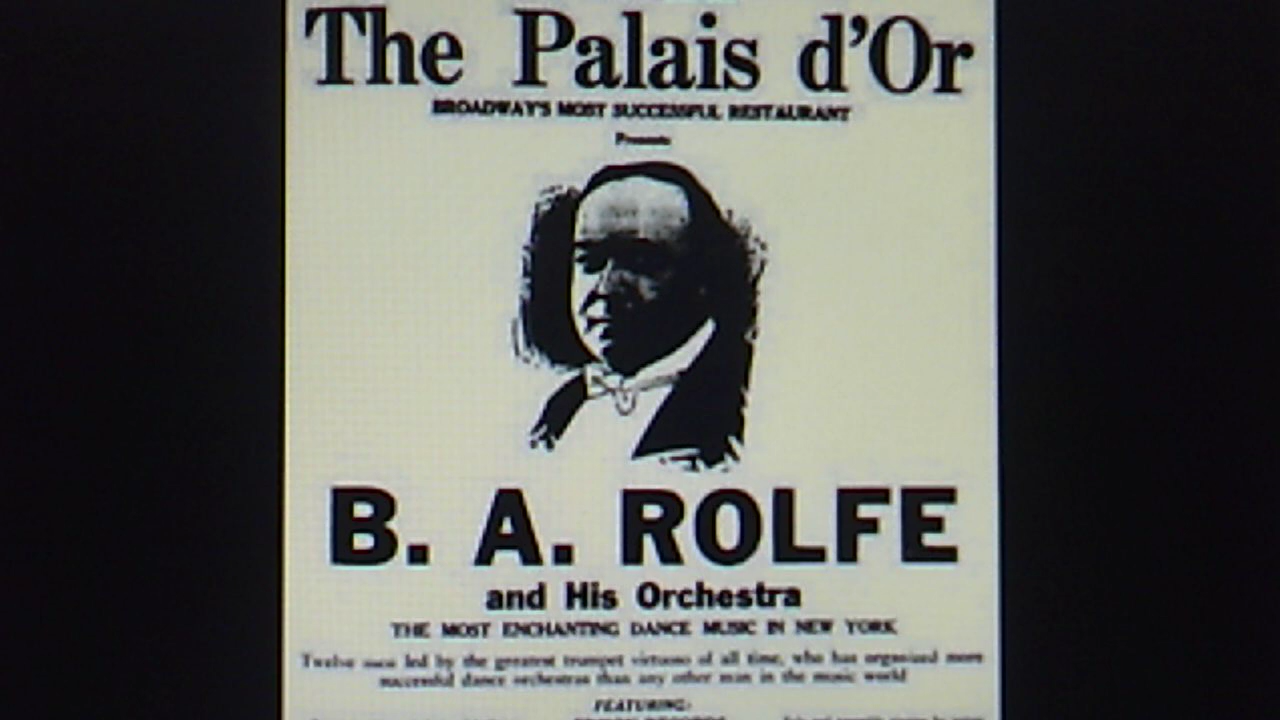 The Palais d'Or
BROADWAY'S MOST SUCCESSFUL RESTAURANT
Presents
B. A. ROLFE
and His Orchestra
THE MOST ENCHANTING DANCE MUSIC IN NEW YORK
Twelve men led by the greatest trumpet virtuoso of all time, who has organized more
successful dance orchestras than any other man in the music world
FEATURING: